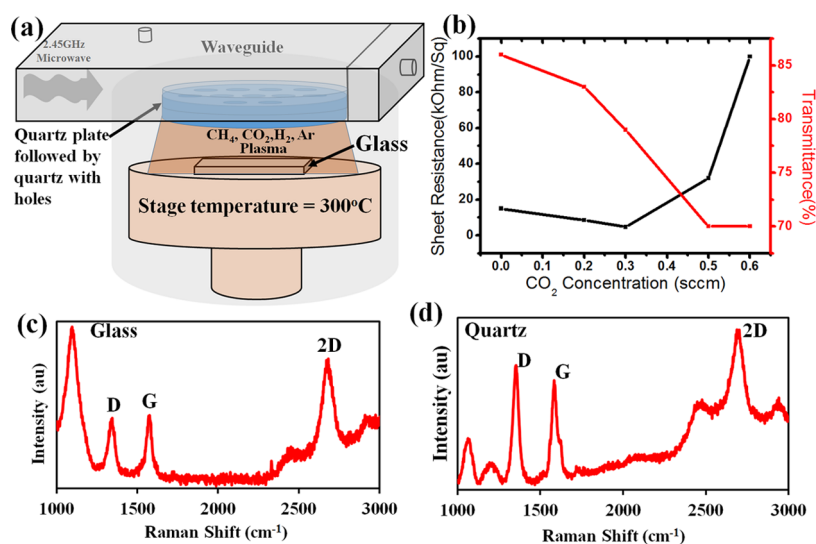 (a)
2.45GHz
Microwave
Waveguide
Quartz plate
followed by
quartz with
holes
CH₄, CO₂,H₂, Ar
Plasma
Glass
Stage temperature = 300°C
(b)
Sheet Resistance(kOhm/Sq)
100
80
60
40
20
0
0.0 0.1 0.2 0.3 0.4 0.5 0.6
CO₂ Concentration (sccm)
85
80
75
70
Transmittance(%)
(c)
Glass
D
G
2D
Intensity (au)
1000 1500 2000 2500 3000
Raman Shift (cm⁻¹)
(d)
Quartz
D
G
2D
Intensity (au)
1000 1500 2000 2500 3000
Raman Shift (cm⁻¹)